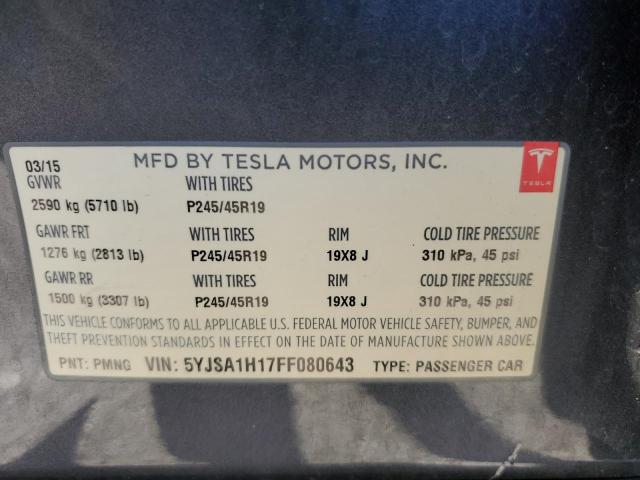 03/15 MFD BY TESLA MOTORS, INC.
TESLA
GVWR WITH TIRES
2590 kg (5710 lb) P245/45R19
GAWR FRT WITH TIRES RIM COLD TIRE PRESSURE
1276 kg (2813 lb) P245/45R19 19X8 J 310 kPa, 45 psi
GAWR RR WITH TIRES RIM COLD TIRE PRESSURE
1500 kg (3307 lb) P245/45R19 19X8 J 310 kPa, 45 psi
THIS VEHICLE CONFORMS TO ALL APPLICABLE U.S. FEDERAL MOTOR VEHICLE SAFETY, BUMPER, AND
THEFT PREVENTION STANDARDS IN EFFECT ON THE DATE OF MANUFACTURE SHOWN ABOVE.
PNT: PMNG VIN: 5YJSA1H17FF080643 TYPE: PASSENGER CAR